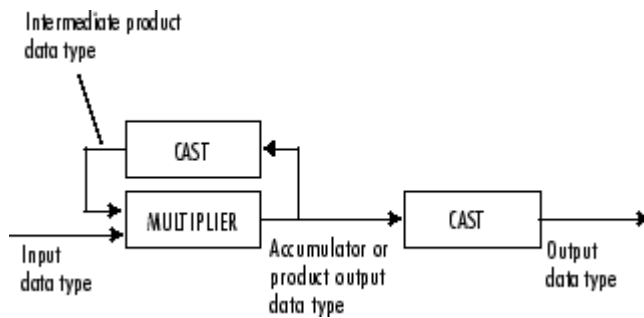 Intermediate product
data type
CAST
MULTIPLIER
CAST
Input
data type
Accumulator or
product output
data type
Output
data type